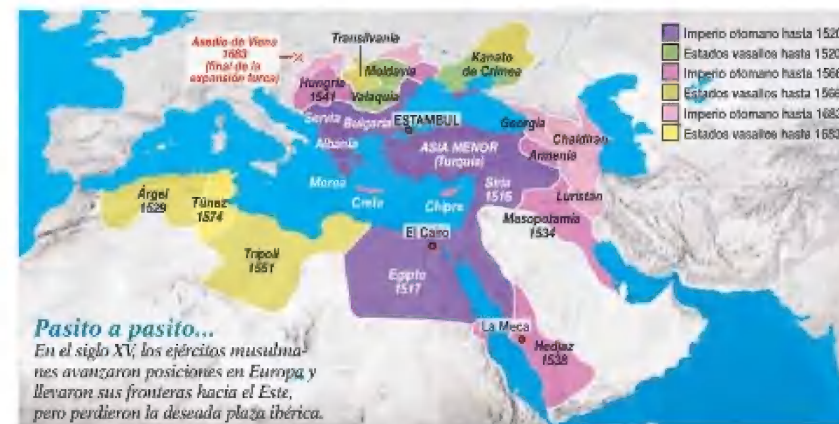 Asedio de Viena
1683
(final de la
expansión turca)
Transilvania
Kanato
de Crimea
Moldavia
Hungría
1541
Valaquia
Servia
Bulgaria
ESTAMBUL
Georgia
Chaldiran
Albania
ASIA MENOR
(Turquía)
Armenia
Morea
Siria
1516
Luristan
Creta
Chipre
Mesopotamia
1534
Árgel
1529
Túnez
1574
Trípoli
1551
El Cairo
Egipto
1517
La Meca
Hedjaz
1538
Imperio otomano hasta 1520
Estados vasallos hasta 1520
Imperio otomano hasta 1566
Estados vasallos hasta 1566
Imperio otomano hasta 1683
Estados vasallos hasta 1683
Pasito a pasito...
En el siglo XV, los ejércitos musulma-
nes avanzaron posiciones en Europa y
llevaron sus fronteras hacia el Este,
pero perdieron la deseada plaza ibérica.